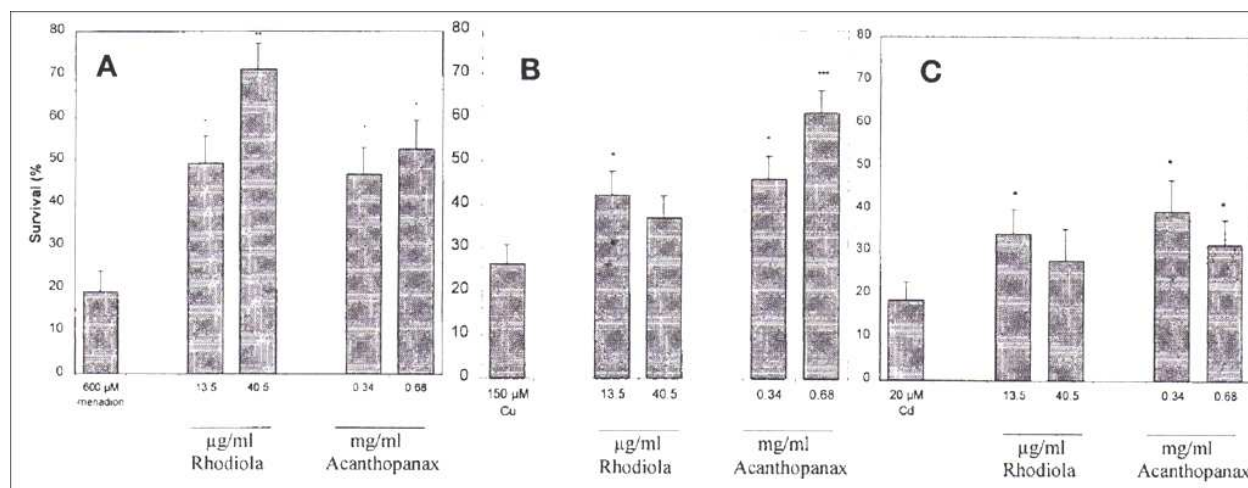 A
Survival (%
80
70
60
50
40
30
20
10
0
**
*
*
*
600 µM
menadion
13.5
40.5
0.34
0.68
µg/ml
Rhodiola
mg/ml
Acanthopanax
B
80
70
60
50
40
30
20
10
0
*
*
***
150 µM
Cu
13.5
40.5
0.34
0.68
µg/ml
Rhodiola
mg/ml
Acanthopanax
C
80
70
60
50
40
30
20
10
0
*
*
*
20 µM
Cd
13.5
40.5
0.34
0.68
µg/ml
Rhodiola
mg/ml
Acanthopanax